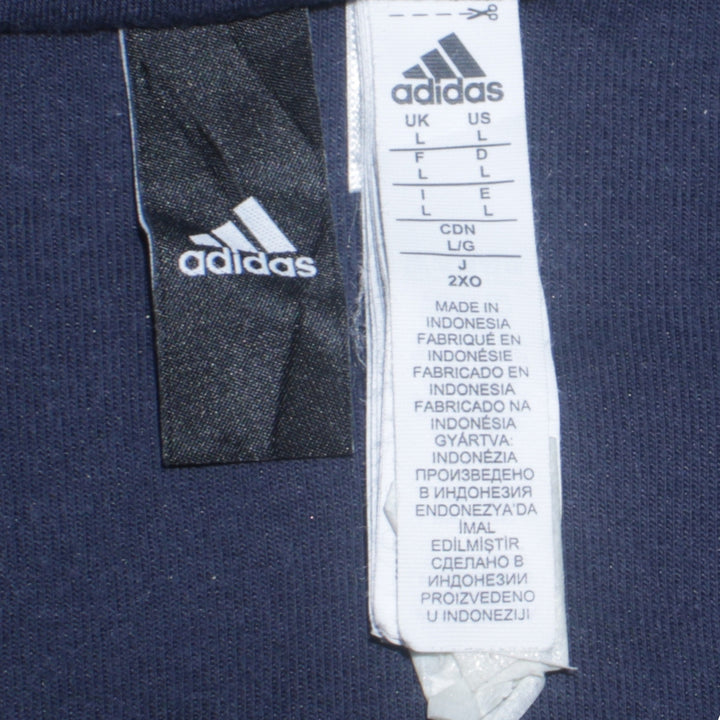 adidas
adidas
UK US
L L
F D
L L
I E
L L
CDN
L/G
J
2XO
MADE IN
INDONESIA
FABRIQUÉ EN
INDONÉSIE
FABRICADO EN
INDONESIA
FABRICADO NA
INDONÉSIA
GYÁRTVA:
INDONÉZIA
ПРОИЗВЕДЕНО
В ИНДОНЕЗИЯ
ENDONEZYA'DA
İMAL
EDİLMİŞTİR
СДЕЛАНО В
ИНДОНЕЗИИ
PROIZVEDENO
U INDONEZIJI